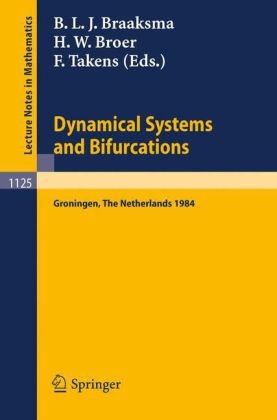 B. L. J. Braaksma
H. W. Broer
F. Takens (Eds.)
Lecture Notes in Mathematics
1125
Dynamical Systems
and Bifurcations
Groningen, The Netherlands 1984
Springer